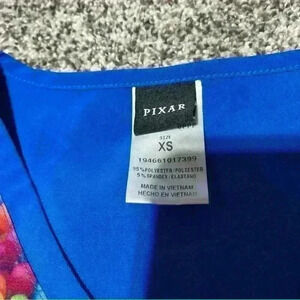 PIXAR
SIZE
XS
194661017399
95%POLYESTER/POLYESTER
5% SPANDEX/ELASTANO
MADE IN VIETNAM
HECHO EN VIETNAM